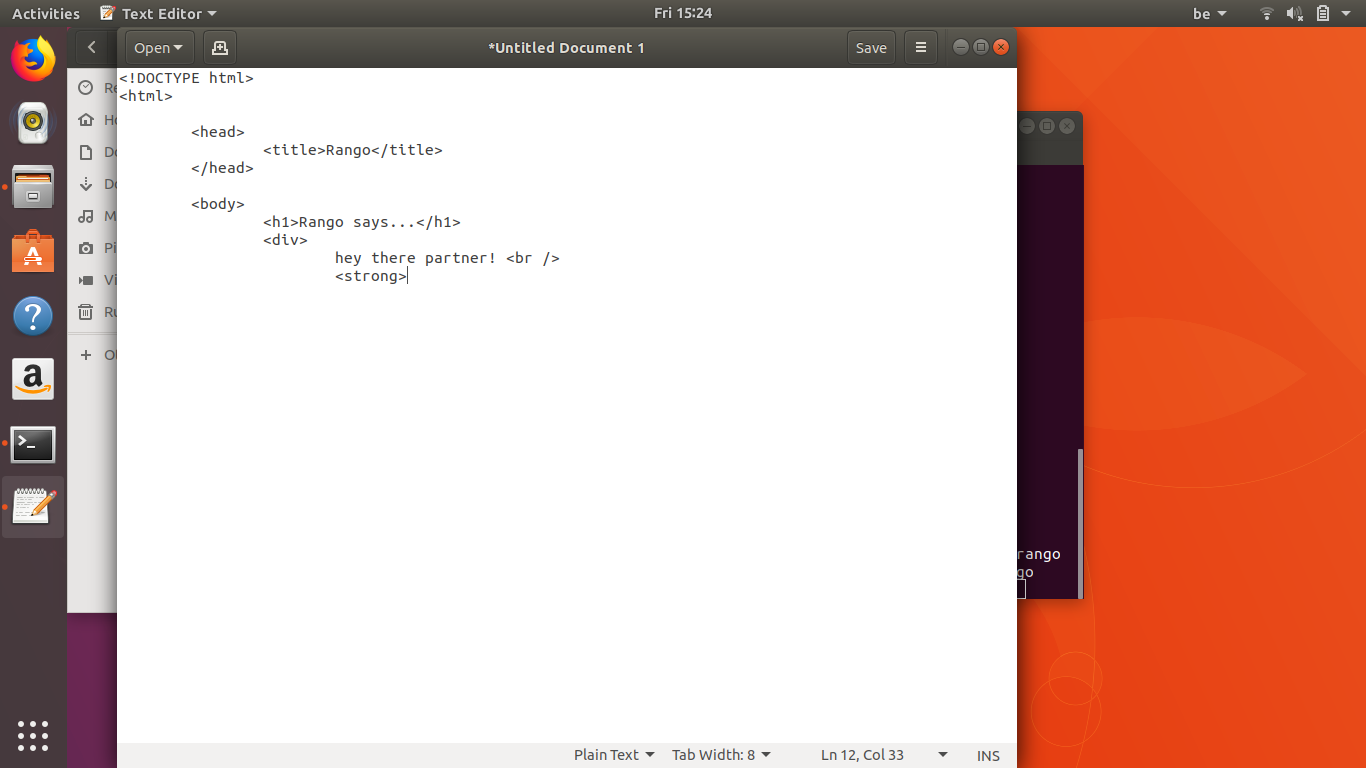 Activities Text Editor Fri 15:24 be
Open *Untitled Document 1 Save
<!DOCTYPE html>
<html>
<head>
<title>Rango</title>
</head>
<body>
<h1>Rango says...</h1>
<div>
hey there partner! <br />
<strong>
Re
Ho
Do
Do
M
Pi
Vi
Ru
+ Ol
rango
go
Plain Text Tab Width: 8 Ln 12, Col 33 INS